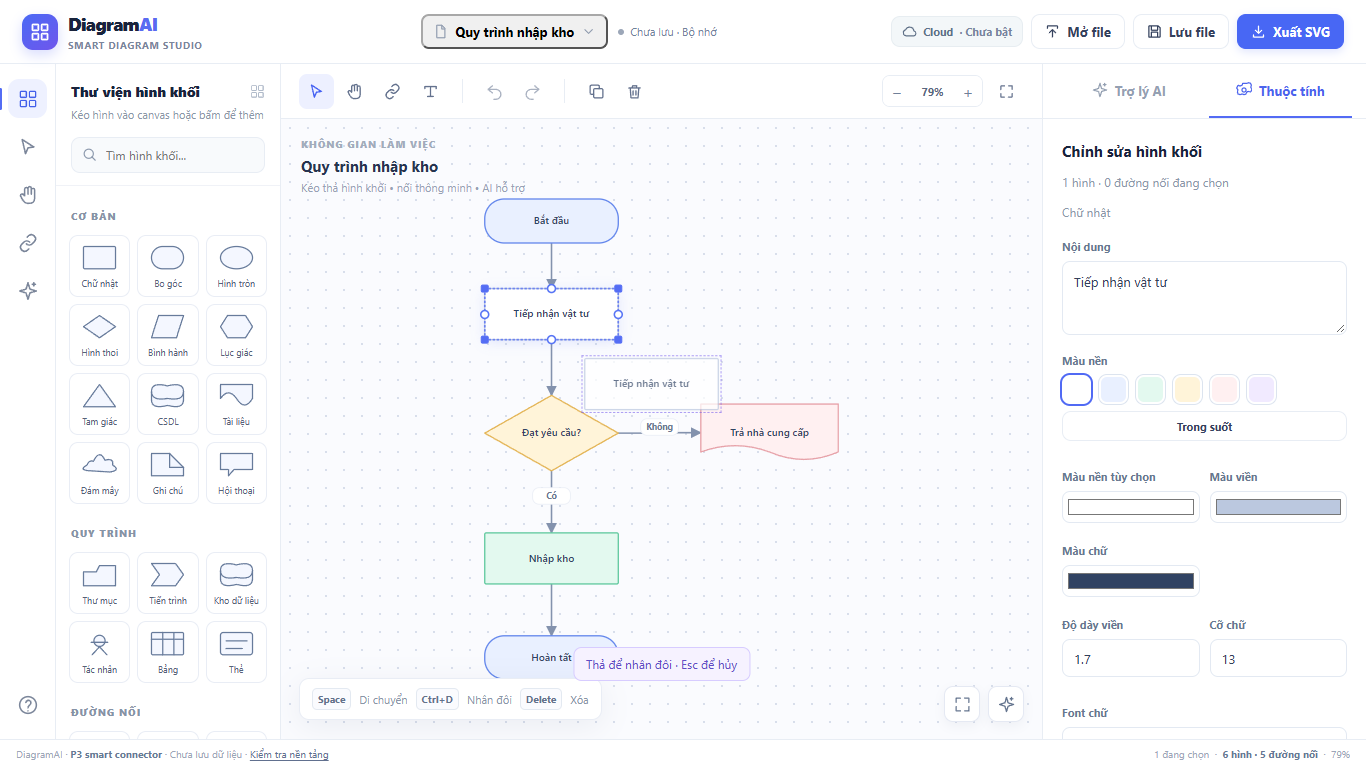 DiagramAI
SMART DIAGRAM STUDIO
Quy trình nhập kho
Chưa lưu · Bộ nhớ
Cloud · Chưa bật
Mở file
Lưu file
Xuất SVG
Thư viện hình khối
Kéo hình vào canvas hoặc bấm để thêm
Tìm hình khối...
CƠ BẢN
Chữ nhật
Bo góc
Hình tròn
Hình thoi
Bình hành
Lục giác
Tam giác
CSDL
Tài liệu
Đám mây
Ghi chú
Hội thoại
QUY TRÌNH
Thư mục
Tiến trình
Kho dữ liệu
Tác nhân
Bảng
Thẻ
ĐƯỜNG NỐI
79%
KHÔNG GIAN LÀM VIỆC
Quy trình nhập kho
Kéo thả hình khối • nối thông minh • AI hỗ trợ
Bắt đầu
Tiếp nhận vật tư
Tiếp nhận vật tư
Đạt yêu cầu?
Không
Trả nhà cung cấp
Có
Nhập kho
Hoàn tất
Thả để nhân đôi · Esc để hủy
Space Di chuyển Ctrl+D Nhân đôi Delete Xóa
Trợ lý AI
Thuộc tính
Chỉnh sửa hình khối
1 hình · 0 đường nối đang chọn
Chữ nhật
Nội dung
Tiếp nhận vật tư
Màu nền
Trong suốt
Màu nền tùy chọn
Màu viền
Màu chữ
Độ dày viền
Cỡ chữ
1.7
13
Font chữ
DiagramAI · P3 smart connector · Chưa lưu dữ liệu · Kiểm tra nền tảng
1 đang chọn · 6 hình · 5 đường nối · 79%